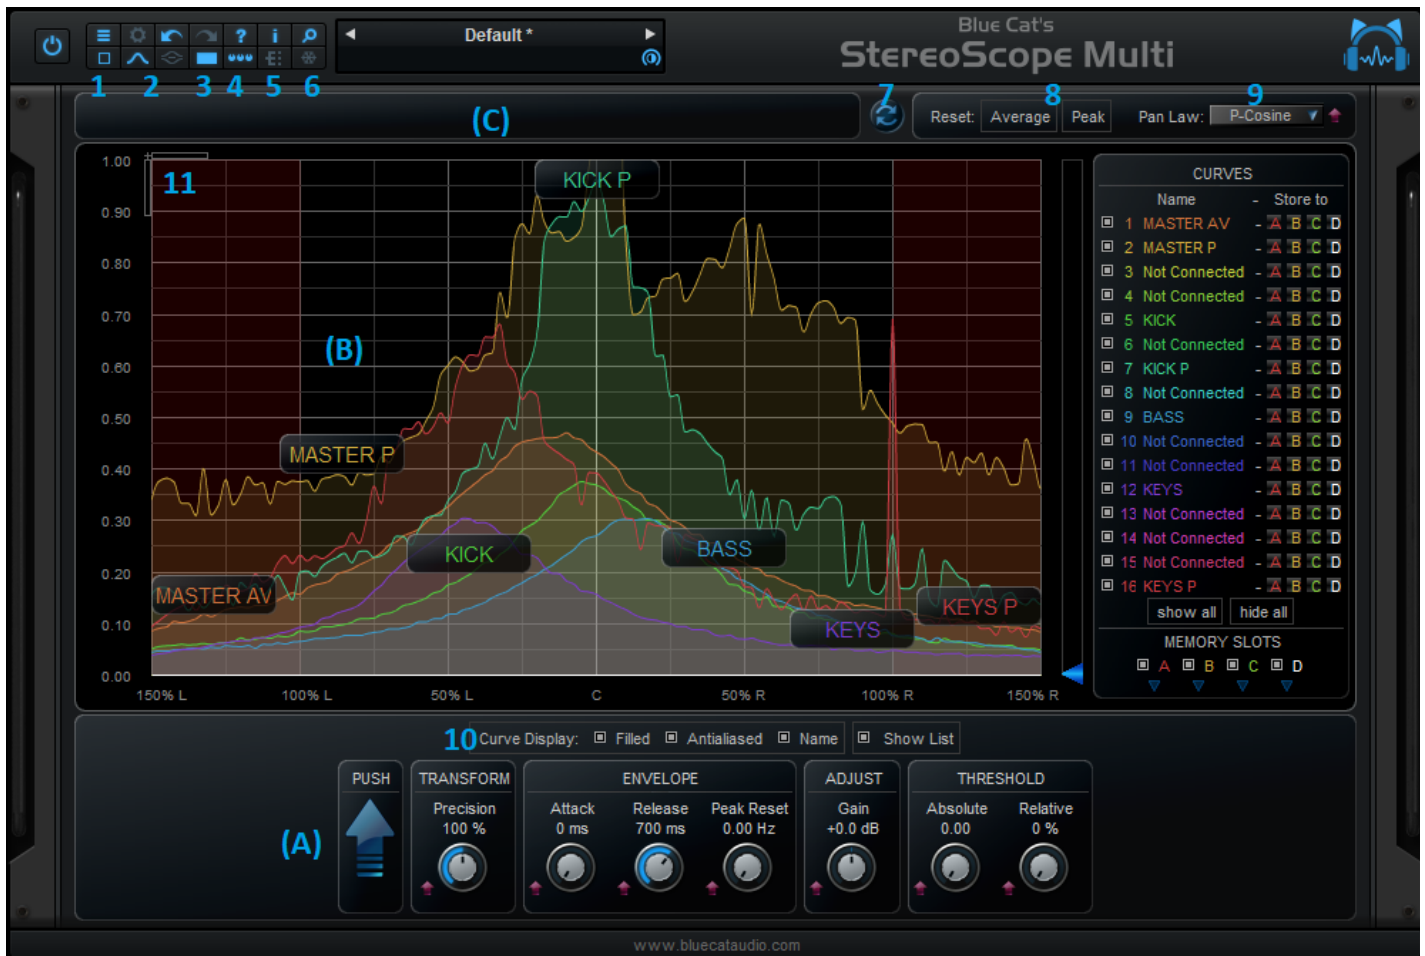 Blue Cat's
StereoScope Multi
Default *
? i
1 2 3 4 5 6
7 8 9
(C)
Reset: Average Peak Pan Law: P-Cosine
11
1.00
0.90
0.80
0.70
0.60
0.50
0.40
0.30
0.20
0.10
0.00
150% L 100% L 50% L C 50% R 100% R 150% R
KICK P
(B)
MASTER P
KICK
BASS
MASTER AV
KEYS P
KEYS
CURVES
Name - Store to
1 MASTER AV - A B C D
2 MASTER P - A B C D
3 Not Connected - A B C D
4 Not Connected - A B C D
5 KICK - A B C D
6 Not Connected - A B C D
7 KICK P - A B C D
8 Not Connected - A B C D
9 BASS - A B C D
10 Not Connected - A B C D
11 Not Connected - A B C D
12 KEYS - A B C D
13 Not Connected - A B C D
14 Not Connected - A B C D
15 Not Connected - A B C D
16 KEYS P - A B C D
show all hide all
MEMORY SLOTS
A B C D
10 Curve Display: Filled Antialiased Name Show List
PUSH TRANSFORM ENVELOPE ADJUST THRESHOLD
Precision Attack Release Peak Reset Gain Absolute Relative
100 % 0 ms 700 ms 0.00 Hz +0.0 dB 0.00 0 %
(A)
www.bluecataudio.com